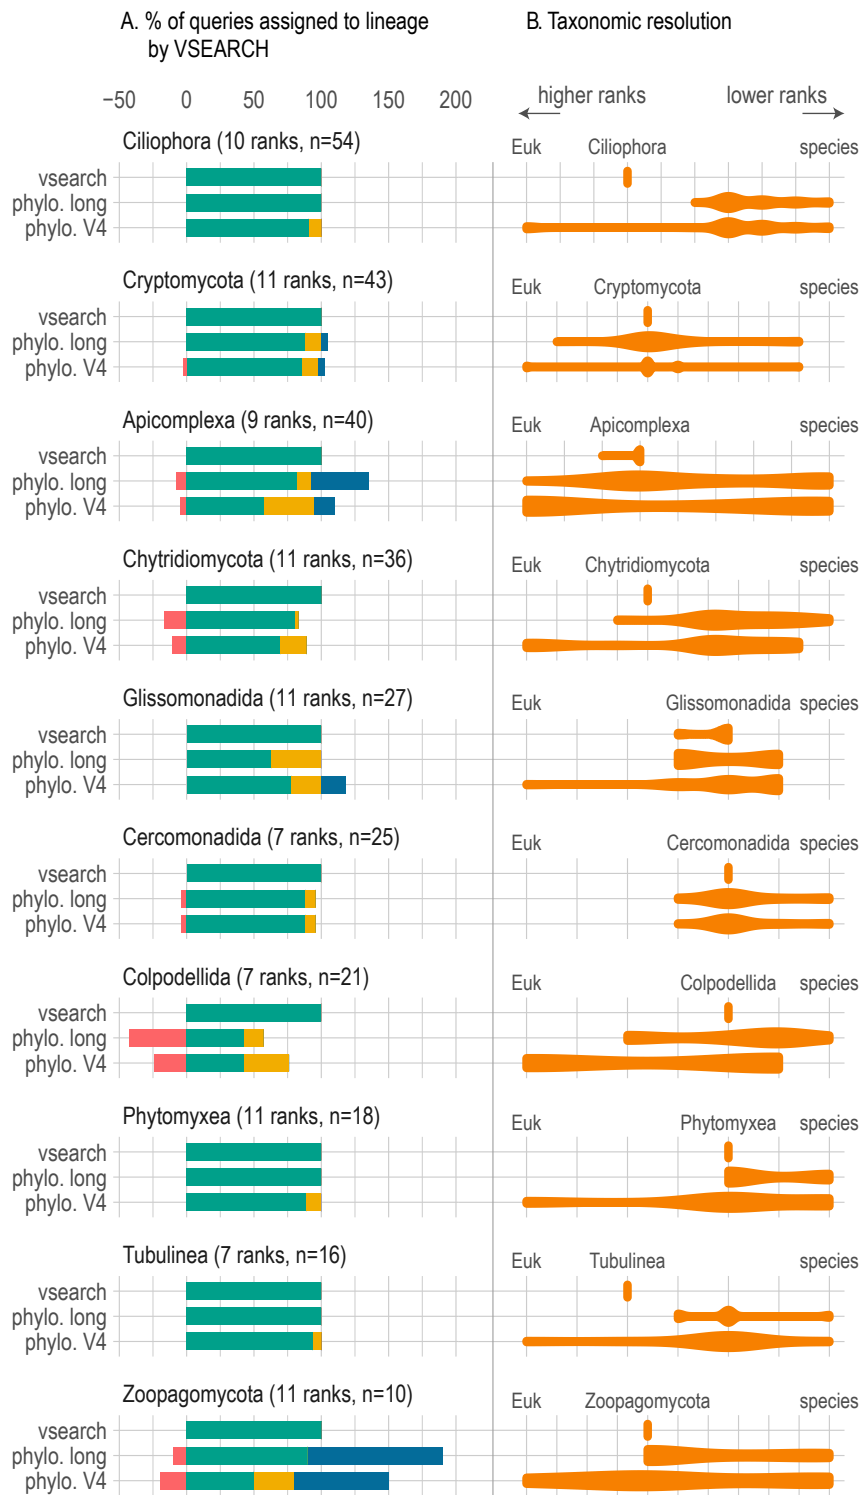 A. % of queries assigned to lineage
by VSEARCH
B. Taxonomic resolution
−50 0 50 100 150 200
higher ranks lower ranks
Ciliophora (10 ranks, n=54)
Euk Ciliophora species
vsearch
phylo. long
phylo. V4
Cryptomycota (11 ranks, n=43)
Euk Cryptomycota species
vsearch
phylo. long
phylo. V4
Apicomplexa (9 ranks, n=40)
Euk Apicomplexa species
vsearch
phylo. long
phylo. V4
Chytridiomycota (11 ranks, n=36)
Euk Chytridiomycota species
vsearch
phylo. long
phylo. V4
Glissomonadida (11 ranks, n=27)
Euk Glissomonadida species
vsearch
phylo. long
phylo. V4
Cercomonadida (7 ranks, n=25)
Euk Cercomonadida species
vsearch
phylo. long
phylo. V4
Colpodellida (7 ranks, n=21)
Euk Colpodellida species
vsearch
phylo. long
phylo. V4
Phytomyxea (11 ranks, n=18)
Euk Phytomyxea species
vsearch
phylo. long
phylo. V4
Tubulinea (7 ranks, n=16)
Euk Tubulinea species
vsearch
phylo. long
phylo. V4
Zoopagomycota (11 ranks, n=10)
Euk Zoopagomycota species
vsearch
phylo. long
phylo. V4